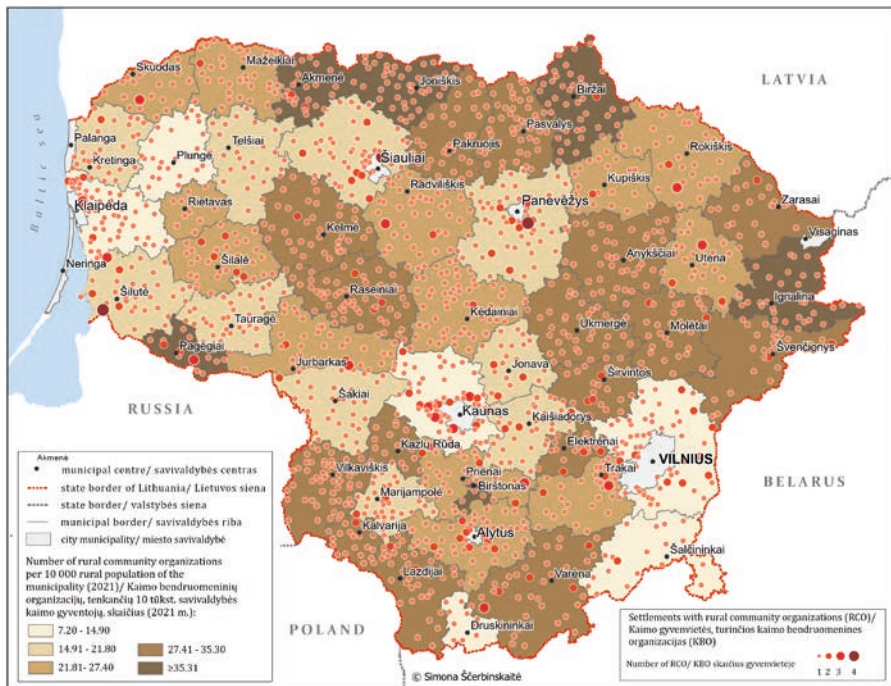 LATVIA
Baltic sea
Skuodas
Mažeikiai
Akmenė
Joniškis
Biržai
Palanga
Kretinga
Plungė
Telšiai
Šiauliai
Pakruojis
Pasvalys
Rokiškis
Klaipėda
Rietavas
Radviliškis
Panevėžys
Kupiškis
Zarasai
Visaginas
Neringa
Šilalė
Kelmė
Anykščiai
Utena
Ignalina
Šilutė
Tauragė
Raseiniai
Kėdainiai
Ukmergė
Molėtai
Švenčionys
Pagėgiai
Jurbarkas
Jonava
Širvintos
RUSSIA
Šakiai
Kaunas
Kaišiadorys
Kazlų Rūda
Elektrėnai
VILNIUS
Vilkaviškis
Prienai
Birštonas
Trakai
BELARUS
Marijampolė
Kalvarija
Alytus
Šalčininkai
Lazdijai
Varėna
POLAND
Druskininkai
Akmenė
municipal centre/ savivaldybės centras
state border of Lithuania/ Lietuvos siena
state border/ valstybės siena
municipal border/ savivaldybės riba
city municipality/ miesto savivaldybė
Number of rural community organizations
per 10 000 rural population of the
municipality (2021)/ Kaimo bendruomeninių
organizacijų, tenkančių 10 tūkst. savivaldybės
kaimo gyventojų, skaičius (2021 m.):
7.20 - 14.90
14.91 - 21.80
21.81 - 27.40
27.41 - 35.30
≥35.31
© Simona Ščerbinskaitė
Settlements with rural community organizations (RCO)/
Kaimo gyvenvietės, turinčios kaimo bendruomenines
organizacijas (KBO)
Number of RCO/ KBO skaičius gyvenvietėje
1 2 3 4